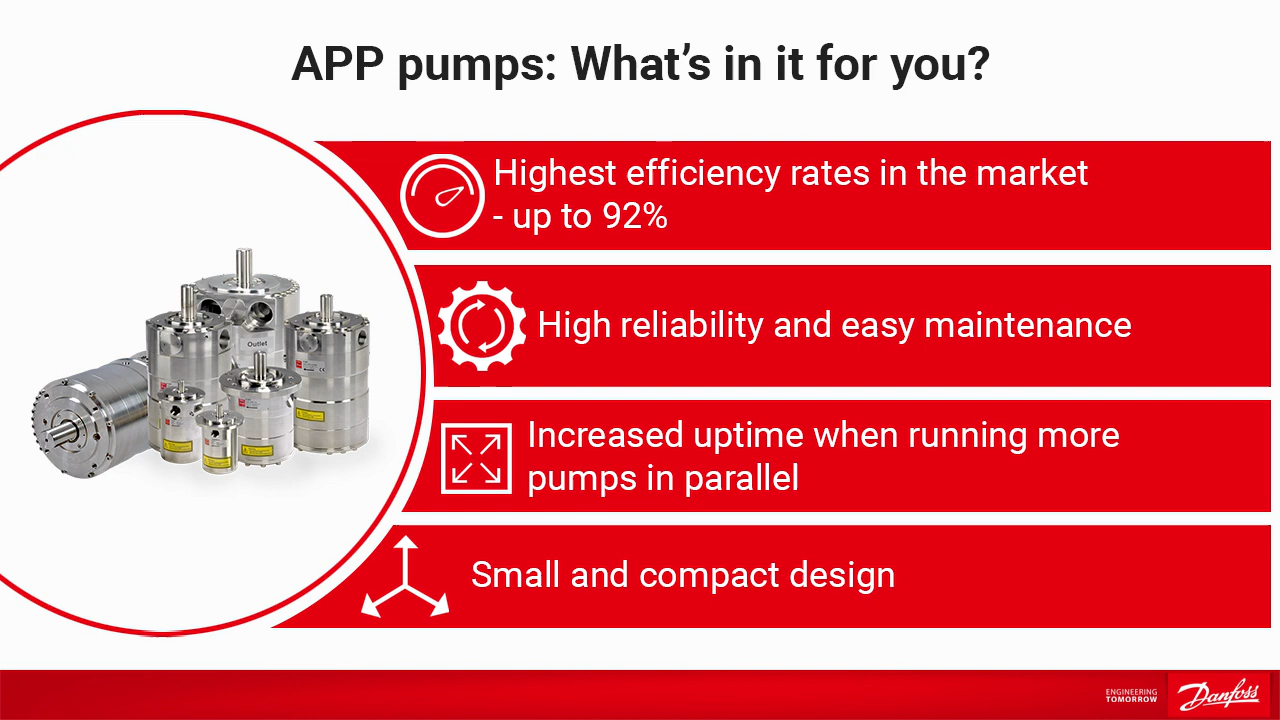 APP pumps: What’s in it for you?
Highest efficiency rates in the market
- up to 92%
High reliability and easy maintenance
Increased uptime when running more
pumps in parallel
Small and compact design
Outlet
ENGINEERING
TOMORROW
Danfoss